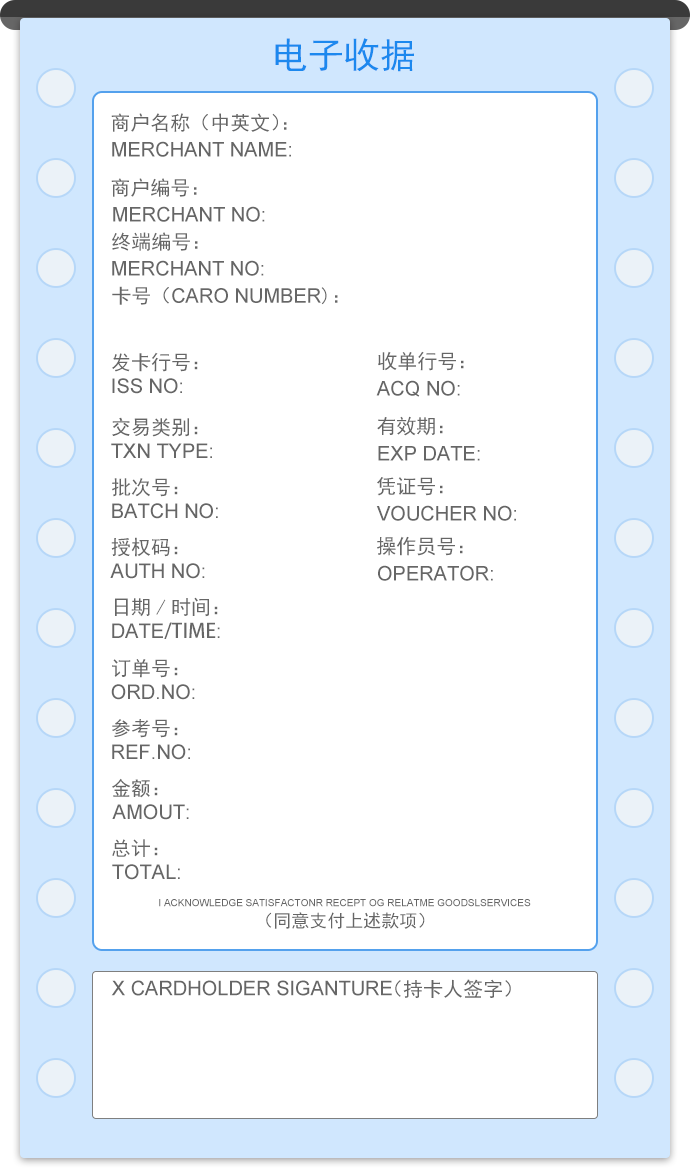 电子收据
商户名称（中英文）：
MERCHANT NAME:
商户编号：
MERCHANT NO:
终端编号：
MERCHANT NO:
卡号（CARO NUMBER）：
发卡行号： 收单行号：
ISS NO: ACQ NO:
交易类别： 有效期：
TXN TYPE: EXP DATE:
批次号： 凭证号：
BATCH NO: VOUCHER NO:
授权码： 操作员号：
AUTH NO: OPERATOR:
日期 / 时间：
DATE/TIME:
订单号：
ORD.NO:
参考号：
REF.NO:
金额：
AMOUT:
总计：
TOTAL:
I ACKNOWLEDGE SATISFACTONR RECEPT OG RELATME GOODSLSERVICES
（同意支付上述款项）
X CARDHOLDER SIGANTURE（持卡人签字）